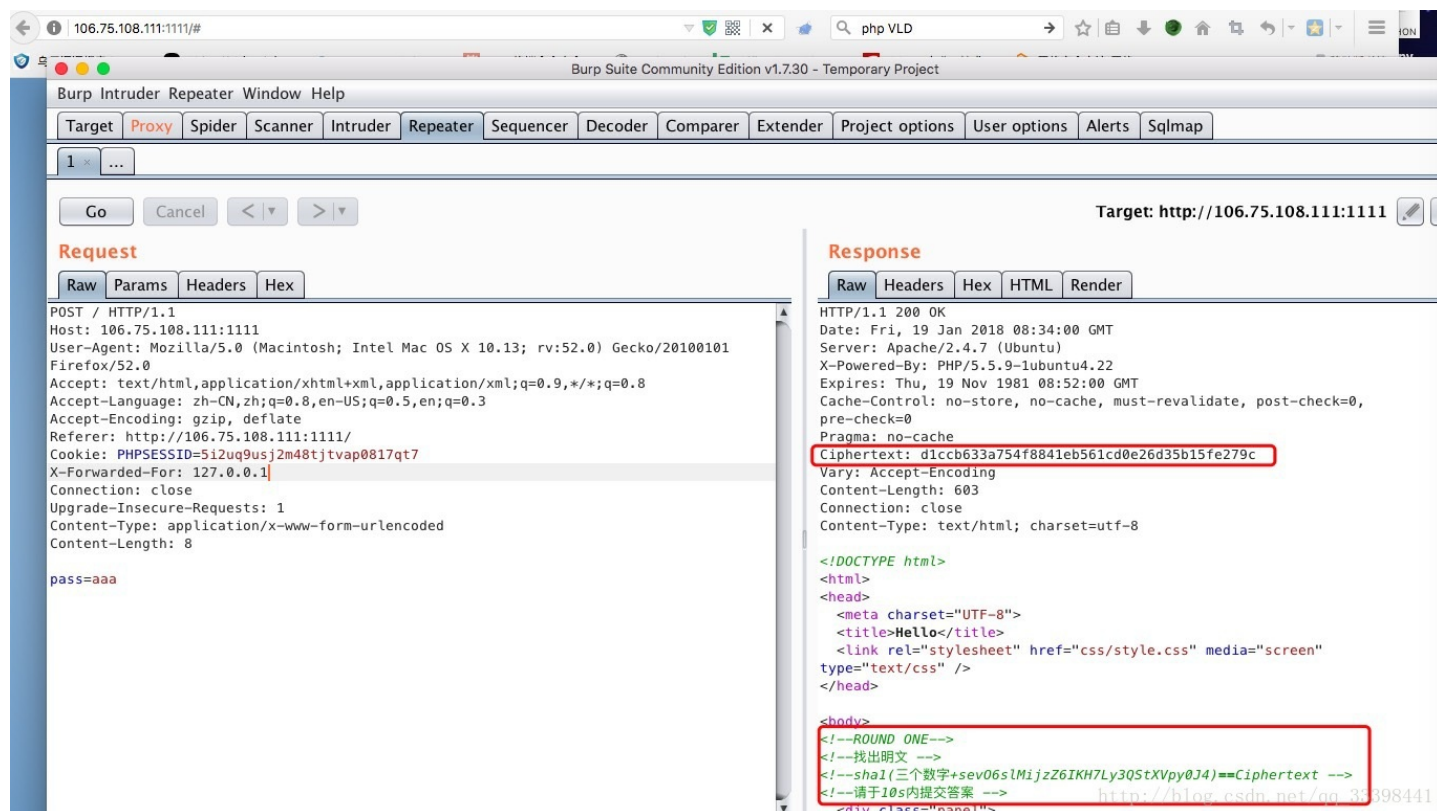 106.75.108.111:1111/#
php VLD
Burp Suite Community Edition v1.7.30 - Temporary Project
Burp Intruder Repeater Window Help
Target Proxy Spider Scanner Intruder Repeater Sequencer Decoder Comparer Extender Project options User options Alerts Sqlmap
1 × ...
Go Cancel < > Target: http://106.75.108.111:1111
Request
Raw Params Headers Hex
POST / HTTP/1.1
Host: 106.75.108.111:1111
User-Agent: Mozilla/5.0 (Macintosh; Intel Mac OS X 10.13; rv:52.0) Gecko/20100101
Firefox/52.0
Accept: text/html,application/xhtml+xml,application/xml;q=0.9,*/*;q=0.8
Accept-Language: zh-CN,zh;q=0.8,en-US;q=0.5,en;q=0.3
Accept-Encoding: gzip, deflate
Referer: http://106.75.108.111:1111/
Cookie: PHPSESSID=5i2uq9usj2m48tjtvap0817qt7
X-Forwarded-For: 127.0.0.1
Connection: close
Upgrade-Insecure-Requests: 1
Content-Type: application/x-www-form-urlencoded
Content-Length: 8
pass=aaa
Response
Raw Headers Hex HTML Render
HTTP/1.1 200 OK
Date: Fri, 19 Jan 2018 08:34:00 GMT
Server: Apache/2.4.7 (Ubuntu)
X-Powered-By: PHP/5.5.9-1ubuntu4.22
Expires: Thu, 19 Nov 1981 08:52:00 GMT
Cache-Control: no-store, no-cache, must-revalidate, post-check=0,
pre-check=0
Pragma: no-cache
Ciphertext: d1ccb633a754f8841eb561cd0e26d35b15fe279c
Vary: Accept-Encoding
Content-Length: 603
Connection: close
Content-Type: text/html; charset=utf-8
<!DOCTYPE html>
<html>
<head>
<meta charset="UTF-8">
<title>Hello</title>
<link rel="stylesheet" href="css/style.css" media="screen"
type="text/css" />
</head>
<body>
<!--ROUND ONE-->
<!--找出明文 -->
<!--sha1(三个数字+sevO6slMijzZ6IKH7Ly3QStXVpy0J4)==Ciphertext -->
<!--请于10s内提交答案 -->
<div class="panel">
http://blog.csdn.net/qq_33398441